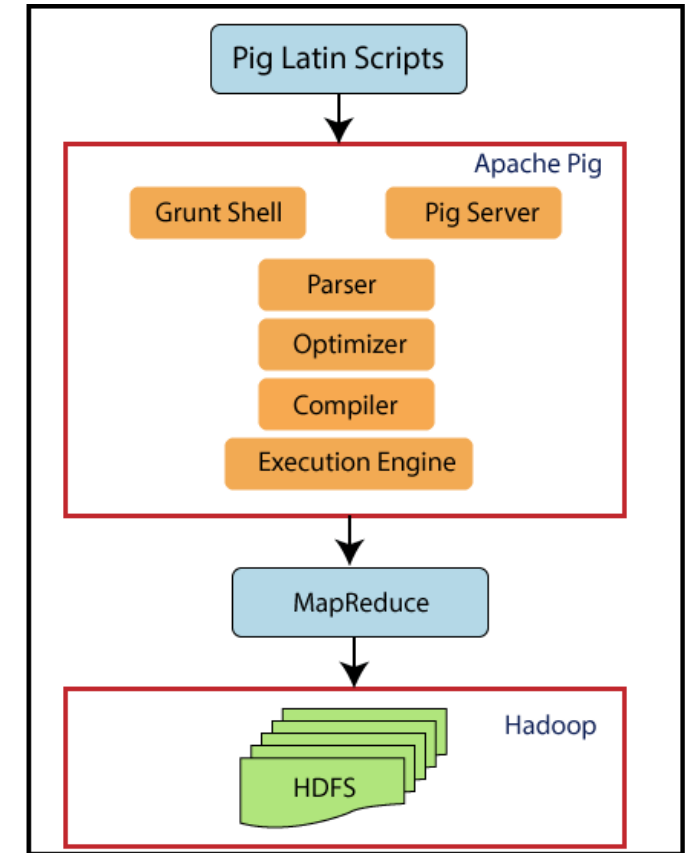 Pig Latin Scripts
Apache Pig
Grunt Shell
Pig Server
Parser
Optimizer
Compiler
Execution Engine
MapReduce
Hadoop
HDFS